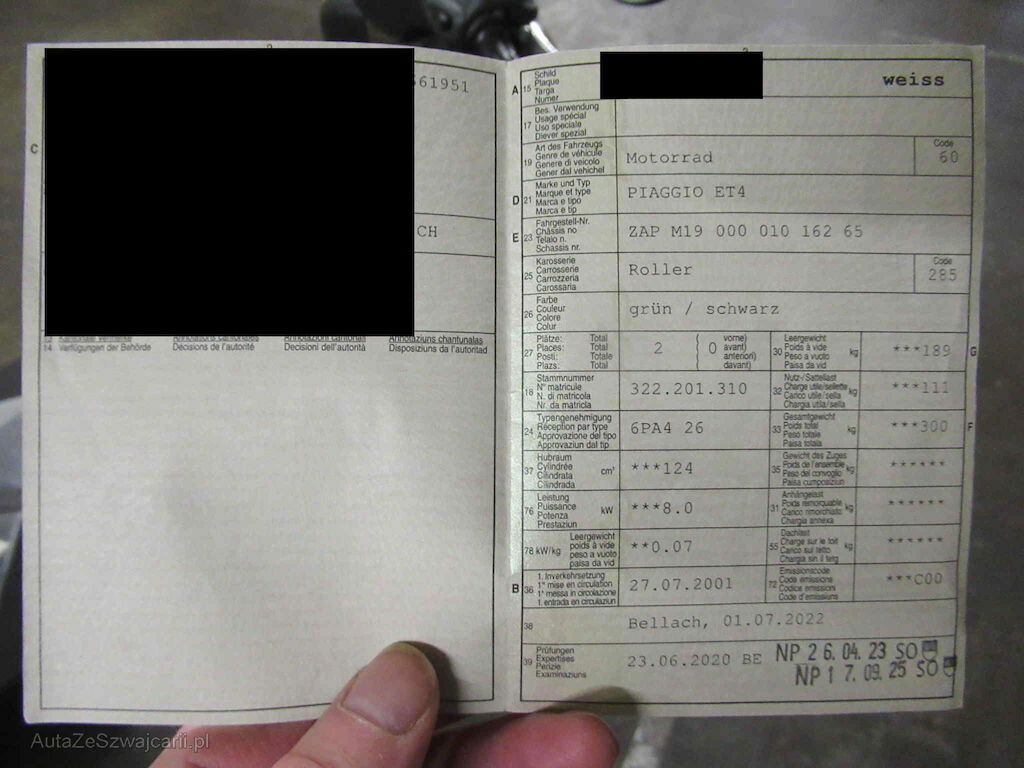 561951
C
CH
14 Verfügungen der Behörde Décisions de l'autorité Decisioni dell'autorità Disposiziuns da l'autoritad
A 15 Schild
Plaque
Targa
Numer
weiss
17 Bes. Verwendung
Usage spécial
Uso speciale
Diever spezial
19 Art des Fahrzeugs
Genre de véhicule
Genere di veicolo
Gener dal vehichel
Motorrad
Code
60
D 21 Marke und Typ
Marque et type
Marca e tipo
Marca e tip
PIAGGIO ET4
E 23 Fahrgestell-Nr.
Châssis no
Telaio n.
Schassis nr.
ZAP M19 000 010 162 65
25 Karosserie
Carrosserie
Carrozzeria
Carossaria
Roller
Code
285
26 Farbe
Couleur
Colore
Colur
grün / schwarz
27 Plätze: Total
Places: Total
Posti: Totale
Plazs: Total
2 ( 0 vorne)
avant)
anteriori)
davant)
30 Leergewicht
Poids à vide
Peso a vuoto
Paisa da vid
kg ***189 G
18 Stammnummer
N° matricule
N. di matricola
Nr. da matricla
322.201.310
32 Nutz-/Sattellast
Charge utile/sellette
Carico utile/sella
Chargia utila/sella
kg ***111
24 Typengenehmigung
Réception par type
Approvazione del tipo
Approvaziun dal tip
6PA4 26
33 Gesamtgewicht
Poids total
Peso totale
Paisa totala
kg ***300 F
37 Hubraum
Cylindrée
Cilindrata
Cilindrada
cm³ ***124
35 Gewicht des Zuges
Poids de l'ensemble
Peso del convoglio
Paisa cumposiziun
kg ******
76 Leistung
Puissance
Potenza
Prestaziun
kW ***8.0
31 Anhängelast
Poids remorquable
Carico rimorchiato
Chargia annexa
kg ******
78 kW/kg Leergewicht
poids à vide
peso a vuoto
paisa da vid
**0.07
55 Dachlast
Charge sur le toit
Carico sul tetto
Chargia sin il tetg
kg ******
B 36 1. Inverkehrsetzung
1re mise en circulation
1a messa in circolazione
1. entrada en circulaziun
27.07.2001
72 Emissionscode
Code émissions
Codice emissioni
Code d'emissiuns
***C00
38 Bellach, 01.07.2022
39 Prüfungen
Expertises
Perizie
Examinaziuns
23.06.2020 BE NP 26.04.23 SO
NP 17.09.25 SO
AutaZeSzwajcarii.pl